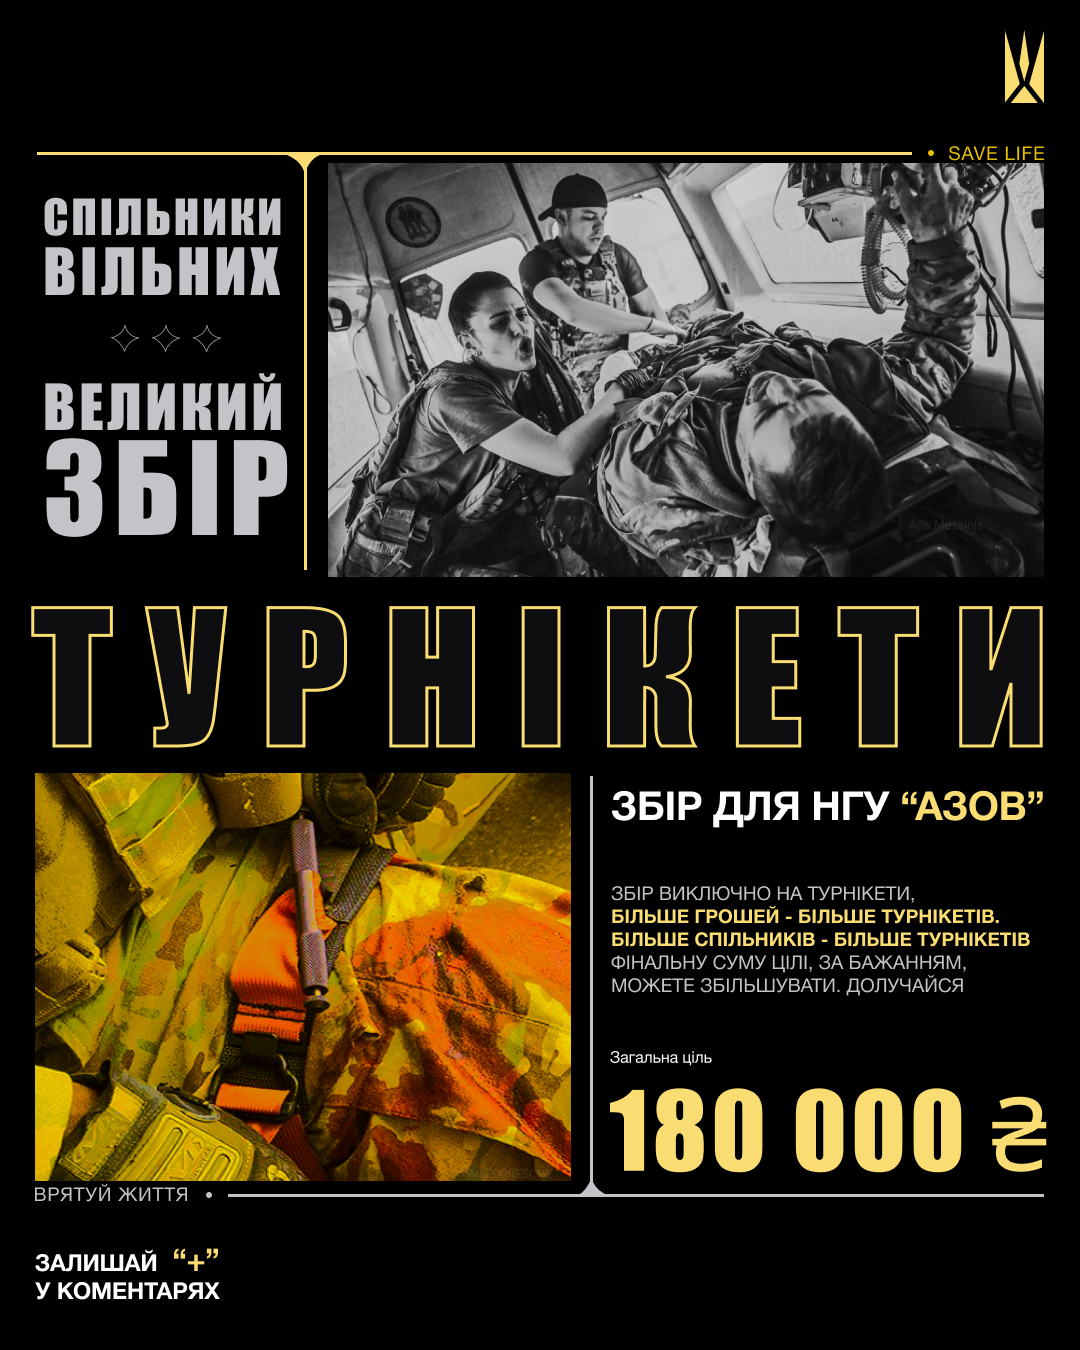 SAVE LIFE
СПІЛЬНИКИ
ВІЛЬНИХ
ВЕЛИКИЙ
ЗБІР
Aris Messinis
ТУРНІКЕТИ
ЗБІР ДЛЯ НГУ “АЗОВ”
ЗБІР ВИКЛЮЧНО НА ТУРНІКЕТИ,
БІЛЬШЕ ГРОШЕЙ - БІЛЬШЕ ТУРНІКЕТІВ.
БІЛЬШЕ СПІЛЬНИКІВ - БІЛЬШЕ ТУРНІКЕТІВ
ФІНАЛЬНУ СУМУ ЦІЛІ, ЗА БАЖАННЯМ,
МОЖЕТЕ ЗБІЛЬШУВАТИ. ДОЛУЧАЙСЯ
Загальна ціль
180 000 ₴
ВРЯТУЙ ЖИТТЯ
ЗАЛИШАЙ “+”
У КОМЕНТАРЯХ